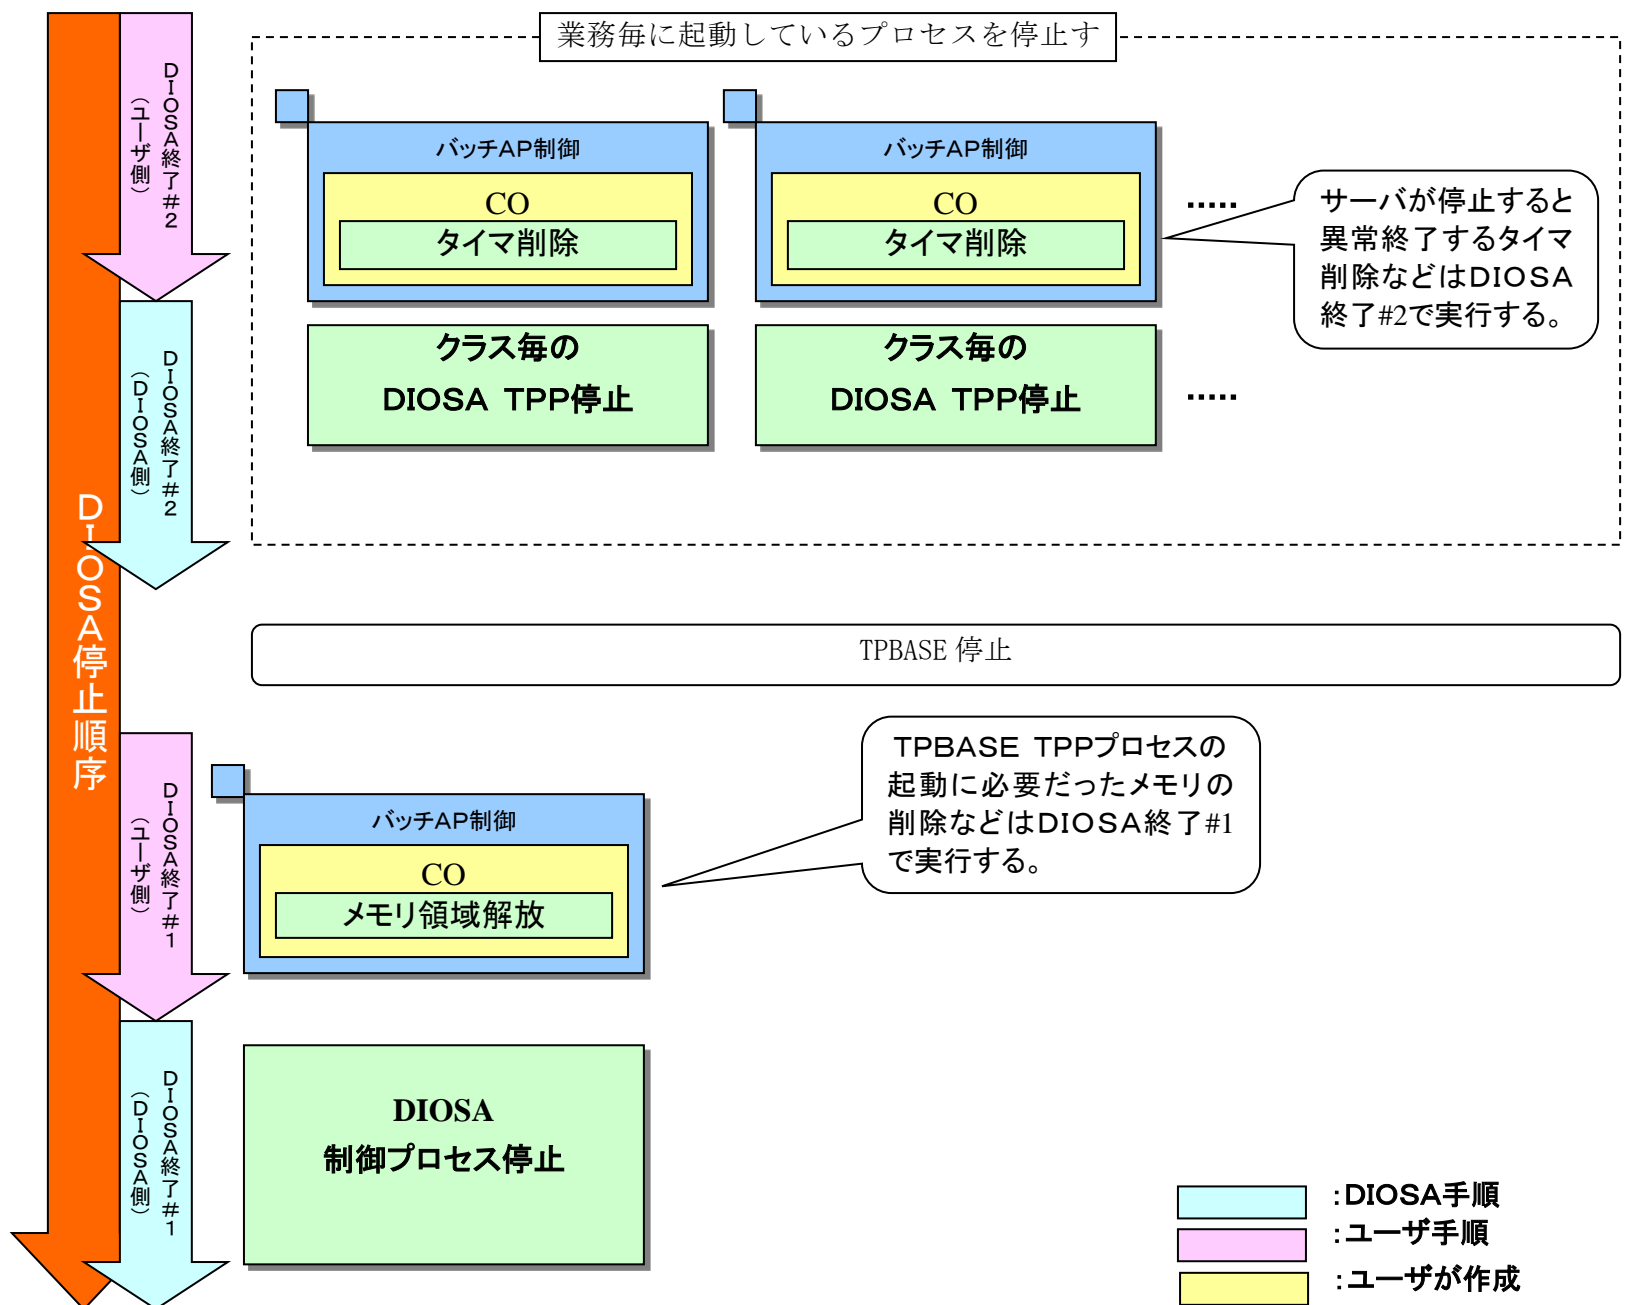 業務毎に起動しているプロセスを停止す
DIOSA終了#2
（ユーザ側）
バッチAP制御
CO
タイマ削除
バッチAP制御
CO
タイマ削除
.....
サーバが停止すると
異常終了するタイマ
削除などはDIOSA
終了#2で実行する。
DIOSA終了#2
（DIOSA側）
クラス毎の
DIOSA TPP停止
クラス毎の
DIOSA TPP停止
.....
DIOSA停止順序
TPBASE 停止
DIOSA終了#1
（ユーザ側）
バッチAP制御
CO
メモリ領域解放
TPBASE TPPプロセスの
起動に必要だったメモリの
削除などはDIOSA終了#1
で実行する。
DIOSA終了#1
（DIOSA側）
DIOSA
制御プロセス停止
:DIOSA手順
:ユーザ手順
:ユーザが作成